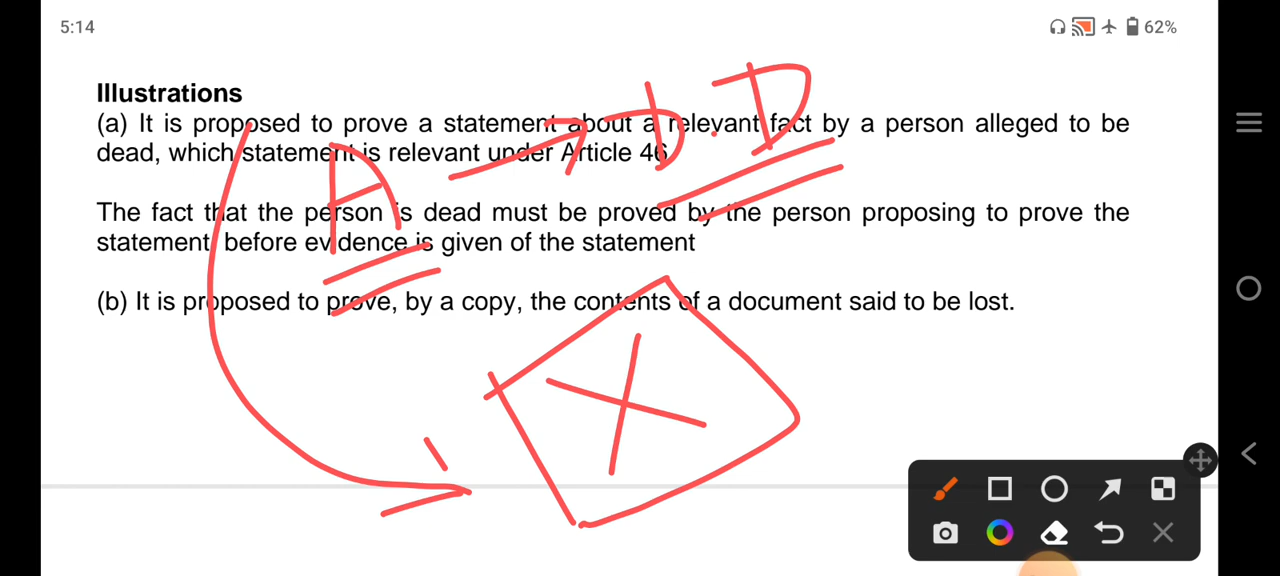 5:14
62%
Illustrations
(a) It is proposed to prove a statement about a relevant fact by a person alleged to be
dead, which statement is relevant under Article 46
The fact that the person is dead must be proved by the person proposing to prove the
statement, before evidence is given of the statement
(b) It is proposed to prove, by a copy, the contents of a document said to be lost.
A
D.D
X